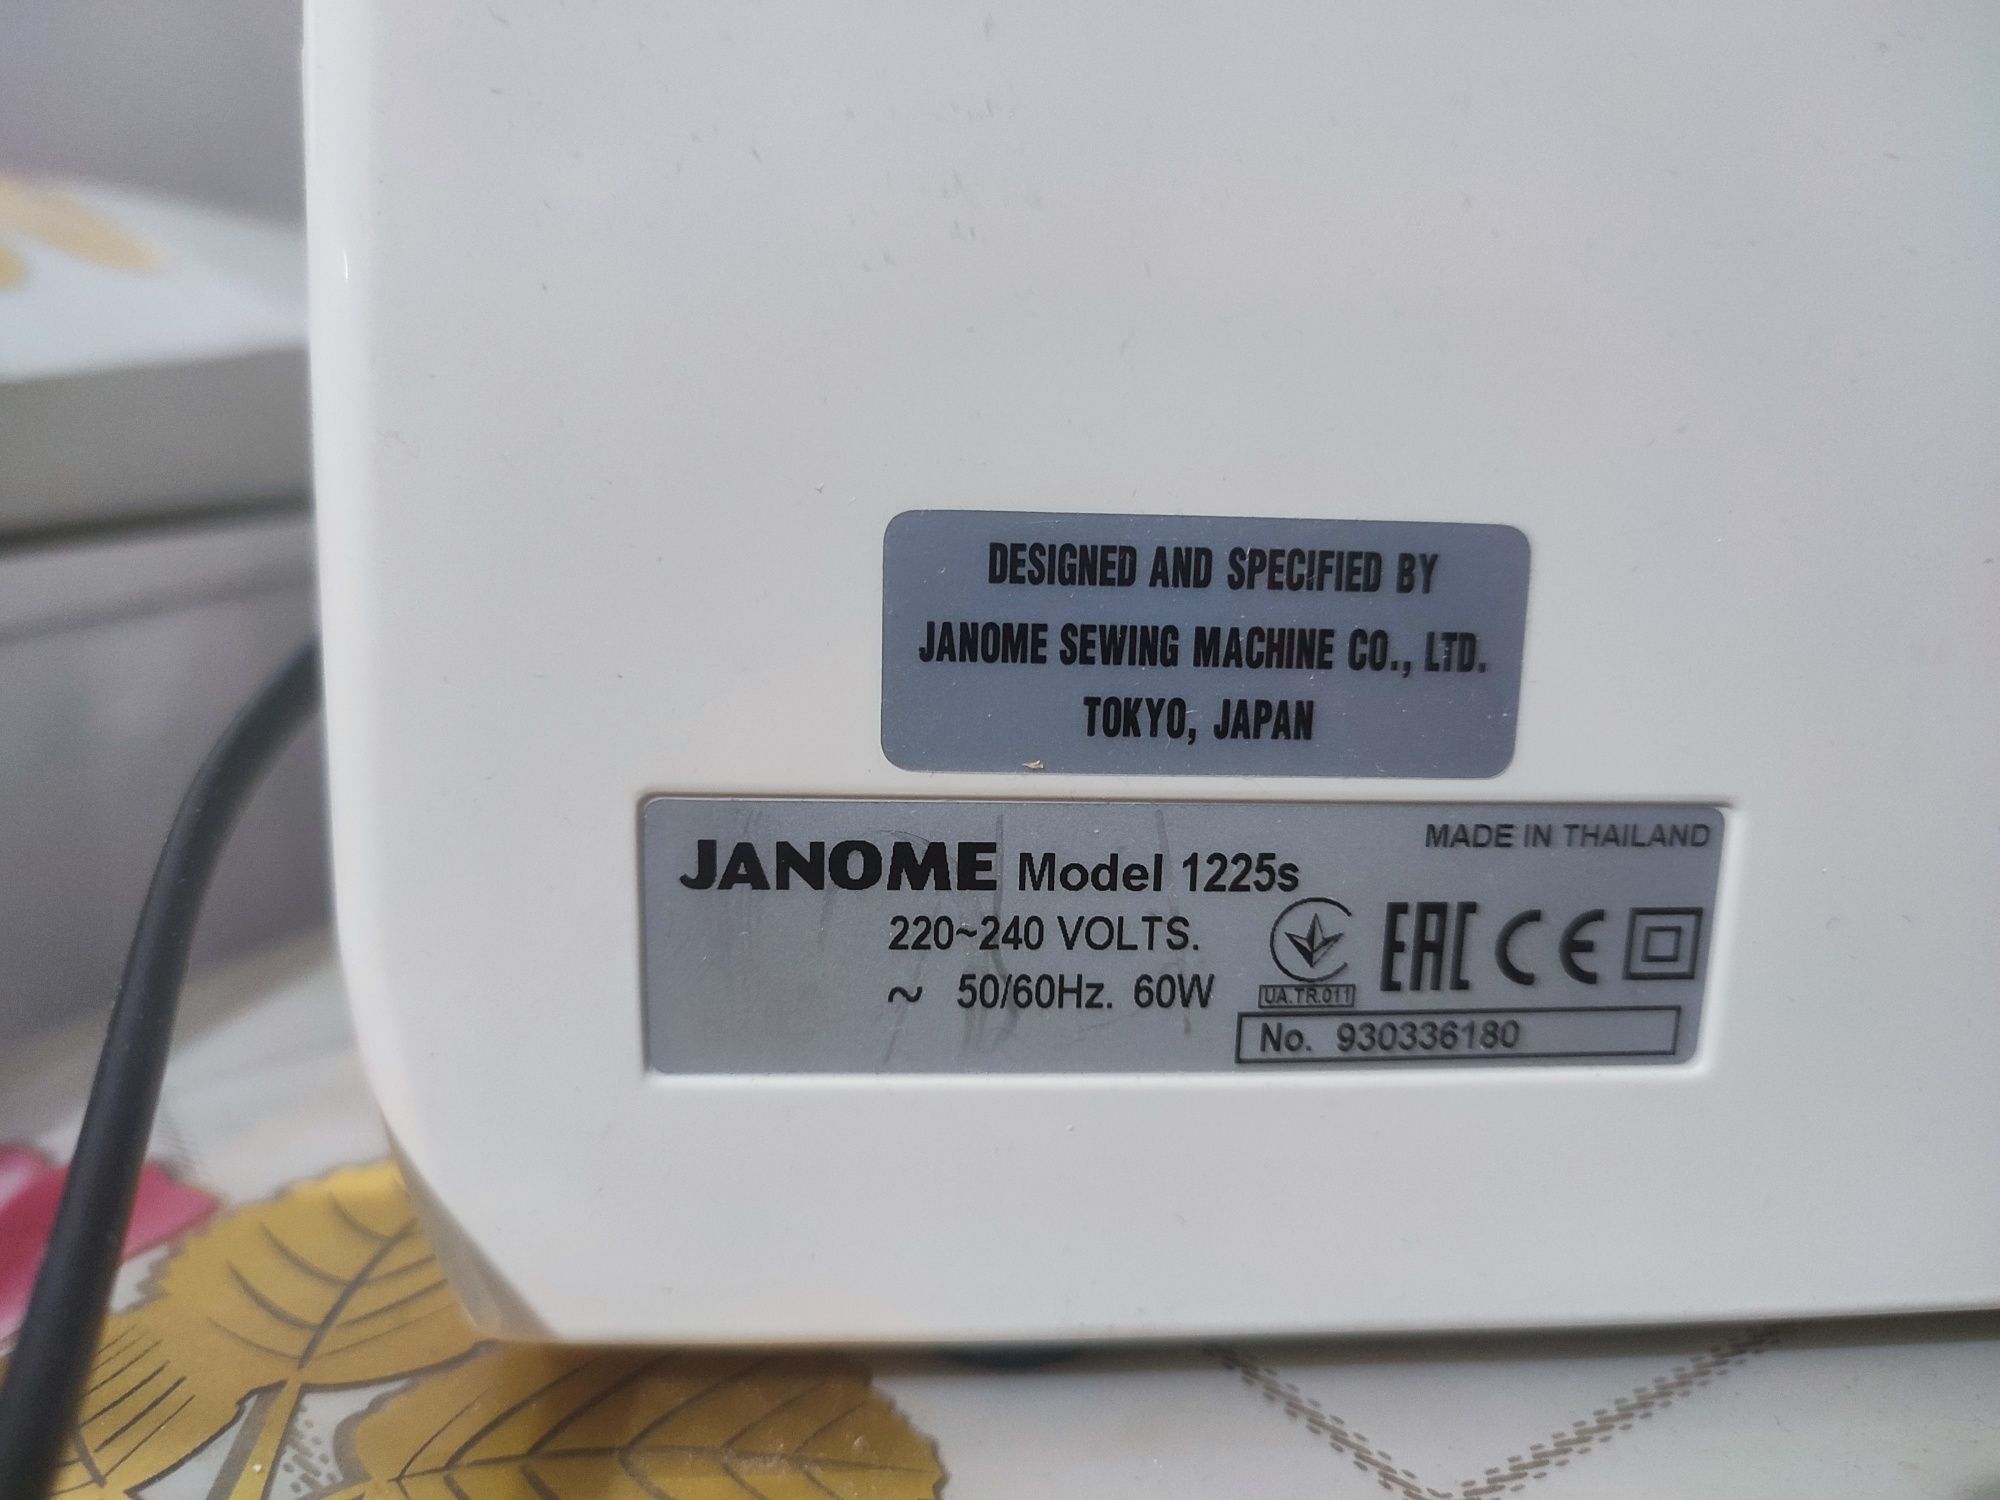 DESIGNED AND SPECIFIED BY
JANOME SEWING MACHINE CO., LTD.
TOKYO, JAPAN
MADE IN THAILAND
JANOME Model 1225s
220~240 VOLTS.
~ 50/60Hz. 60W
EAC CE
UA.TR.011
No. 930336180